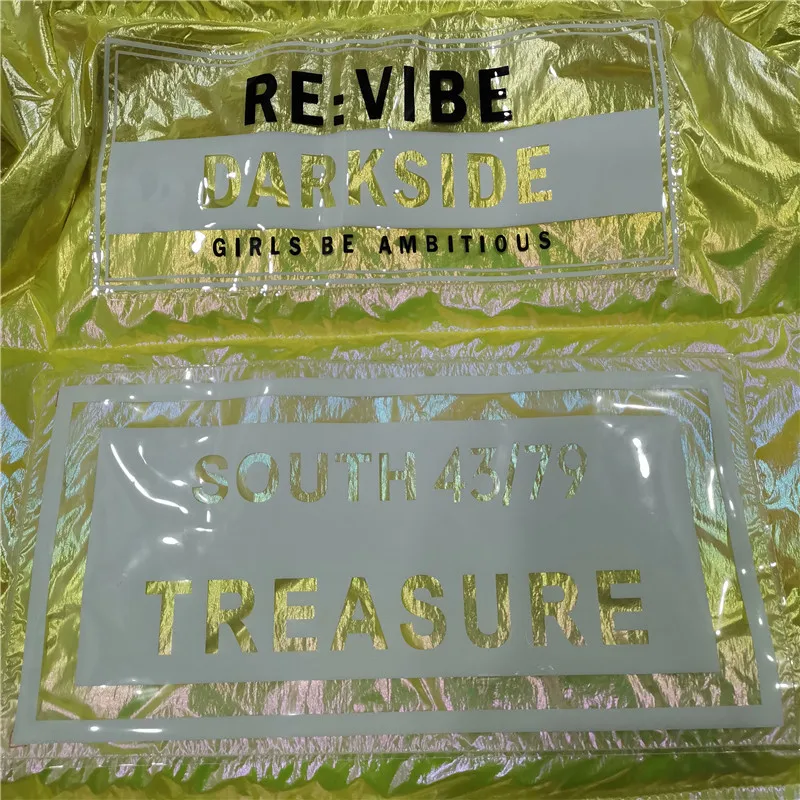 RE:VIBE
DARKSIDE
GIRLS BE AMBITIOUS
SOUTH 43/79
TREASURE